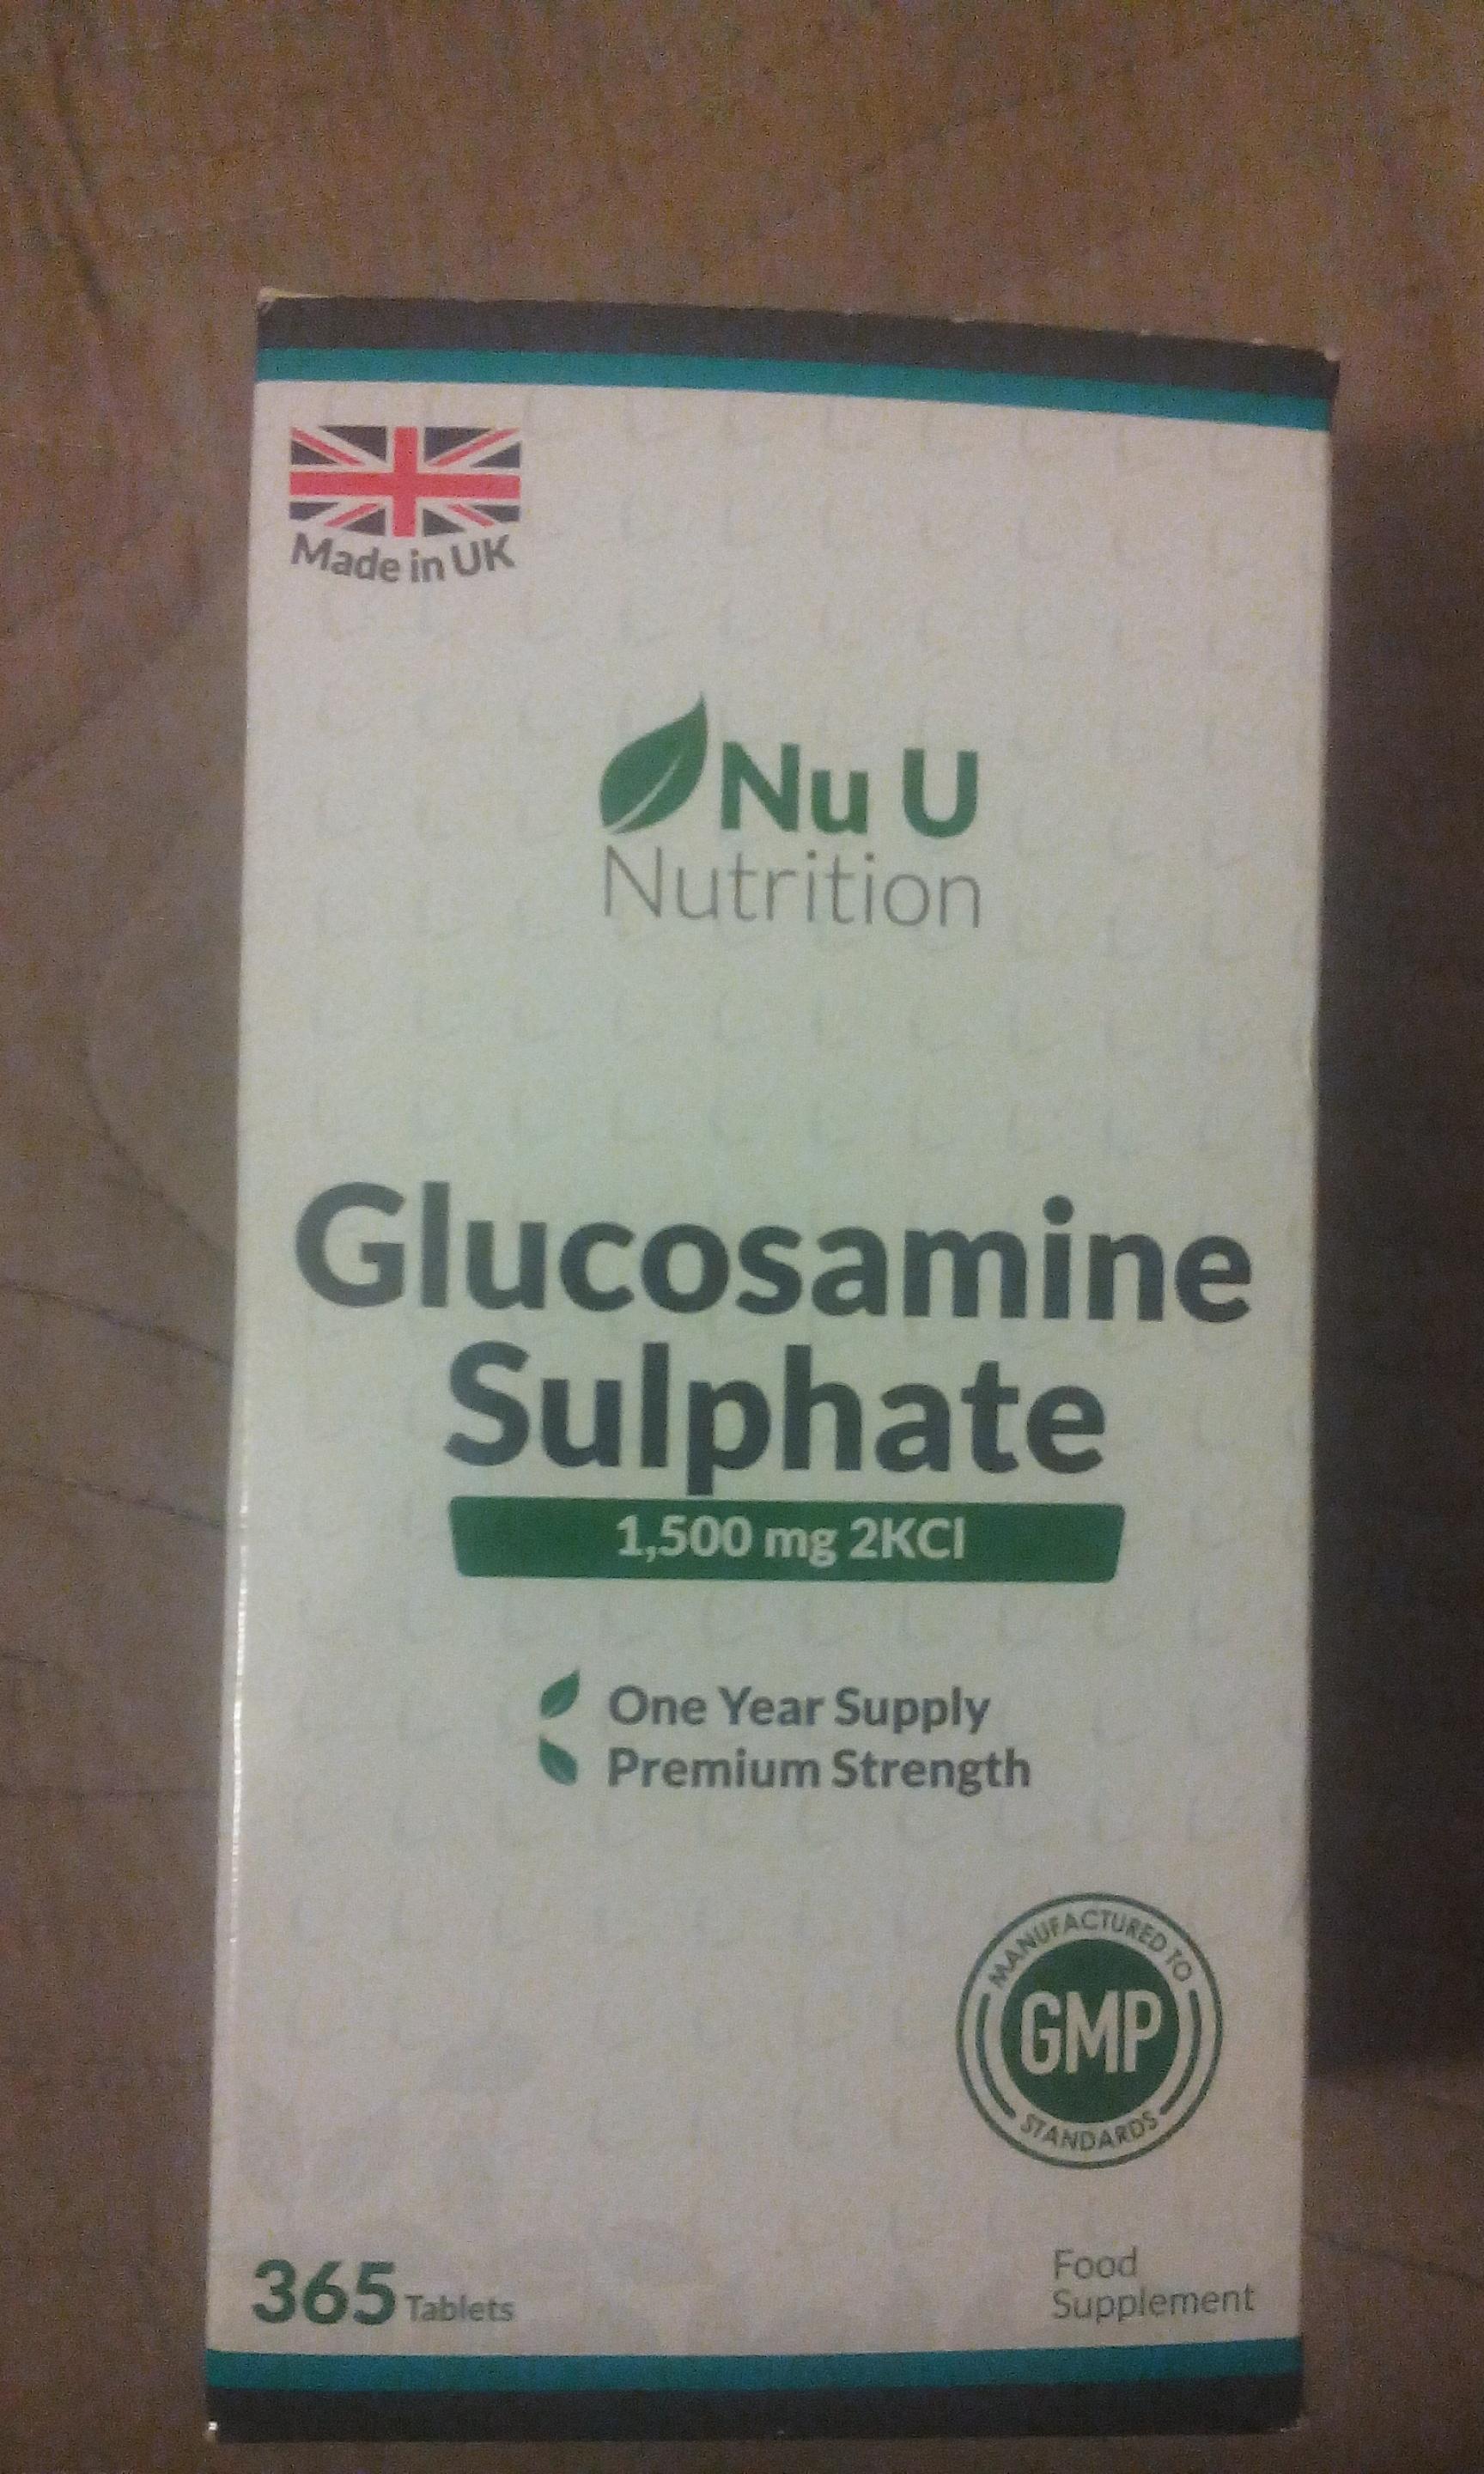 Made in UK
Nu U
Nutrition
Glucosamine
Sulphate
1,500 mg 2KCl
One Year Supply
Premium Strength
MANUFACTURED TO
GMP
STANDARDS
365 Tablets
Food
Supplement